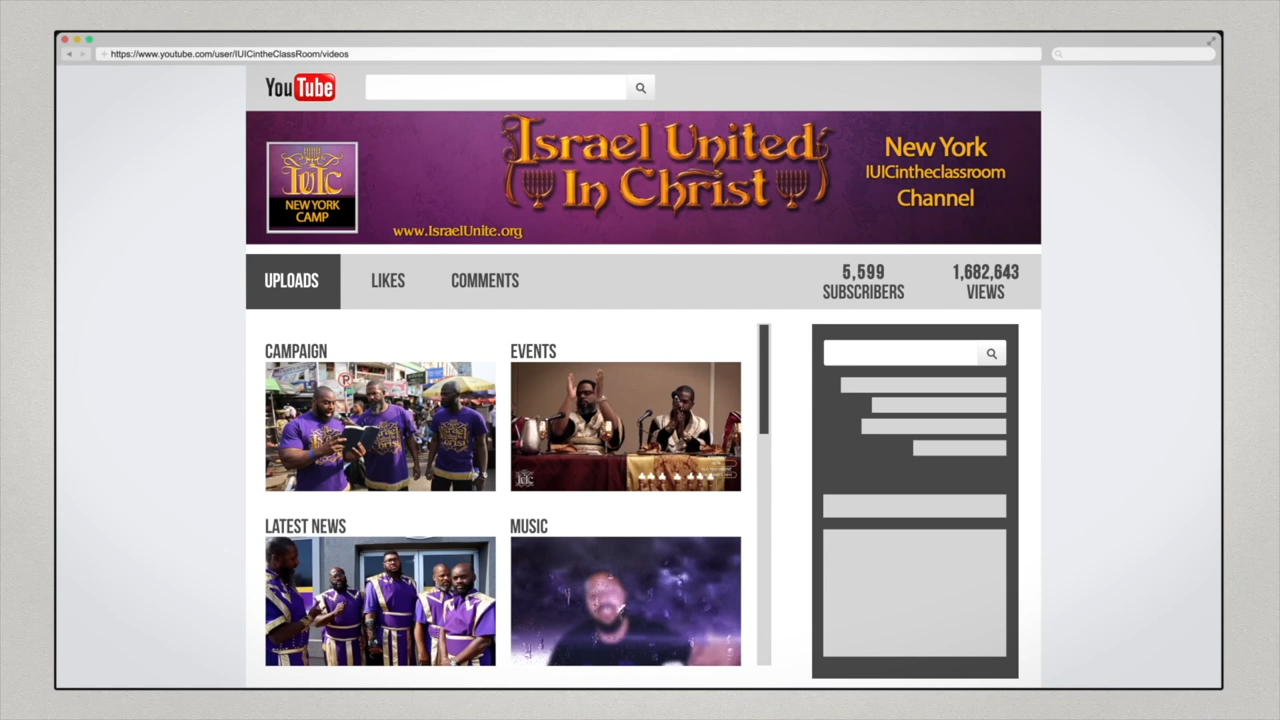 https://www.youtube.com/user/IUICintheClassRoom/videos
YouTube
Israel United
In Christ
New York
IUICintheclassroom
Channel
IUIC
NEW YORK
CAMP
www.IsraelUnite.org
UPLOADS
LIKES
COMMENTS
5,599
SUBSCRIBERS
1,682,643
VIEWS
CAMPAIGN
EVENTS
P
IUIC
LATEST NEWS
MUSIC